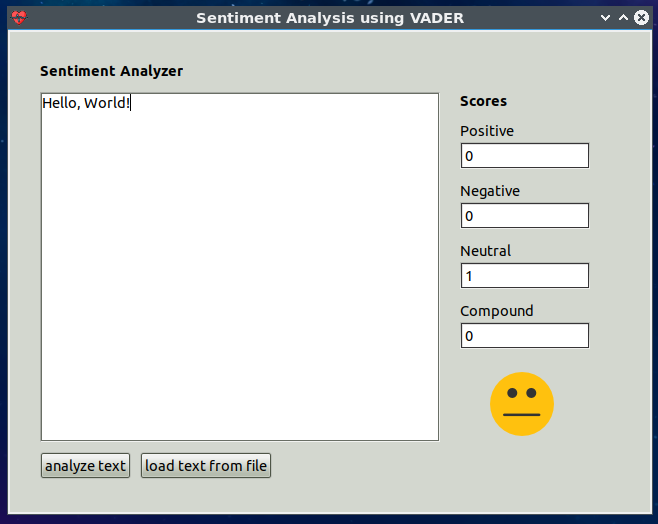 Sentiment Analysis using VADER
Sentiment Analyzer
Hello, World!
Scores
Positive
0
Negative
0
Neutral
1
Compound
0
analyze text
load text from file